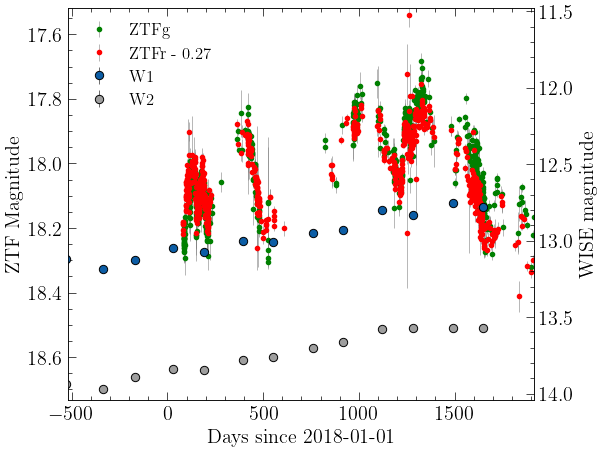 ZTFg
ZTFr - 0.27
W1
W2
ZTF Magnitude
17.6
17.8
18.0
18.2
18.4
18.6
WISE magnitude
11.5
12.0
12.5
13.0
13.5
14.0
−500
0
500
1000
1500
Days since 2018-01-01